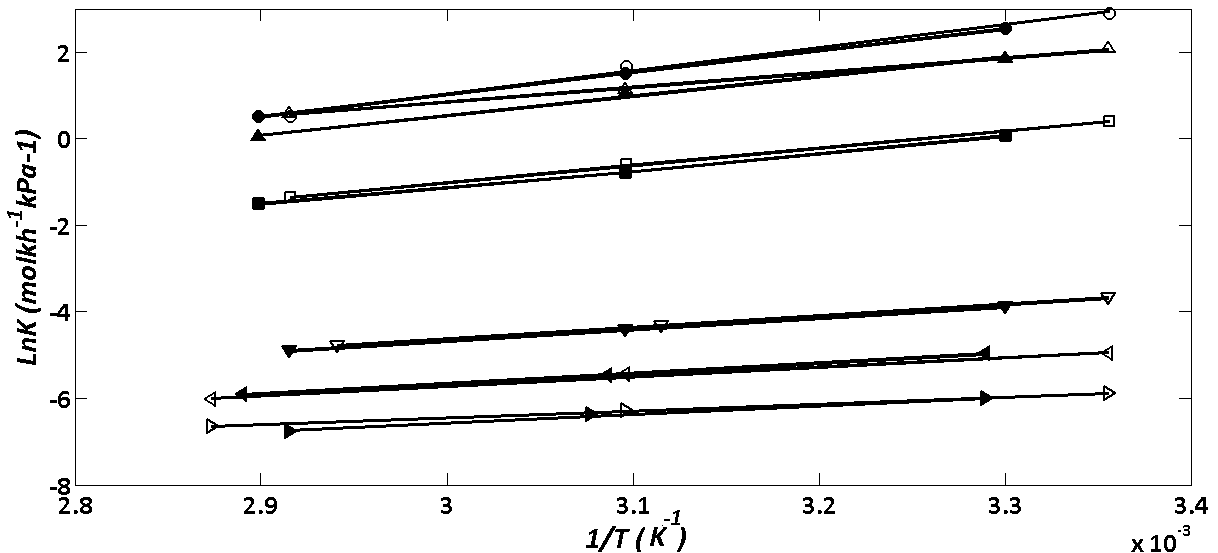 2
0
-2
-4
-6
-8
LnK (molkh⁻¹kPa-1)
2.8 2.9 3 3.1 3.2 3.3 3.4
1/T (K⁻¹)
x 10⁻³